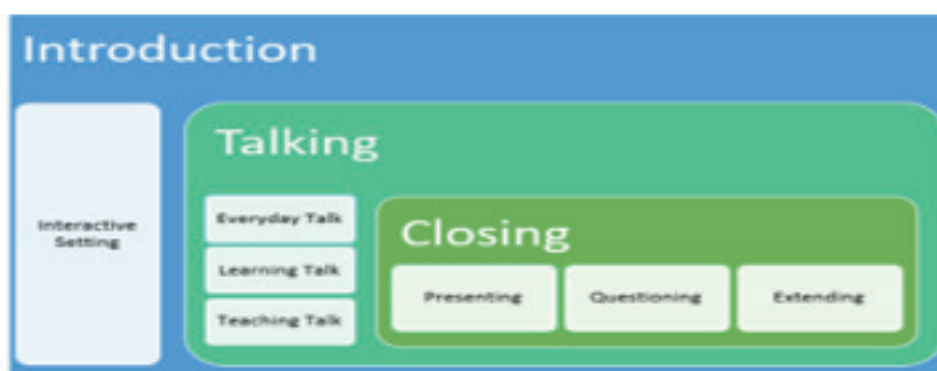 Introduction
Interactive
Setting
Talking
Everyday Talk
Learning Talk
Teaching Talk
Closing
Presenting
Questioning
Extending